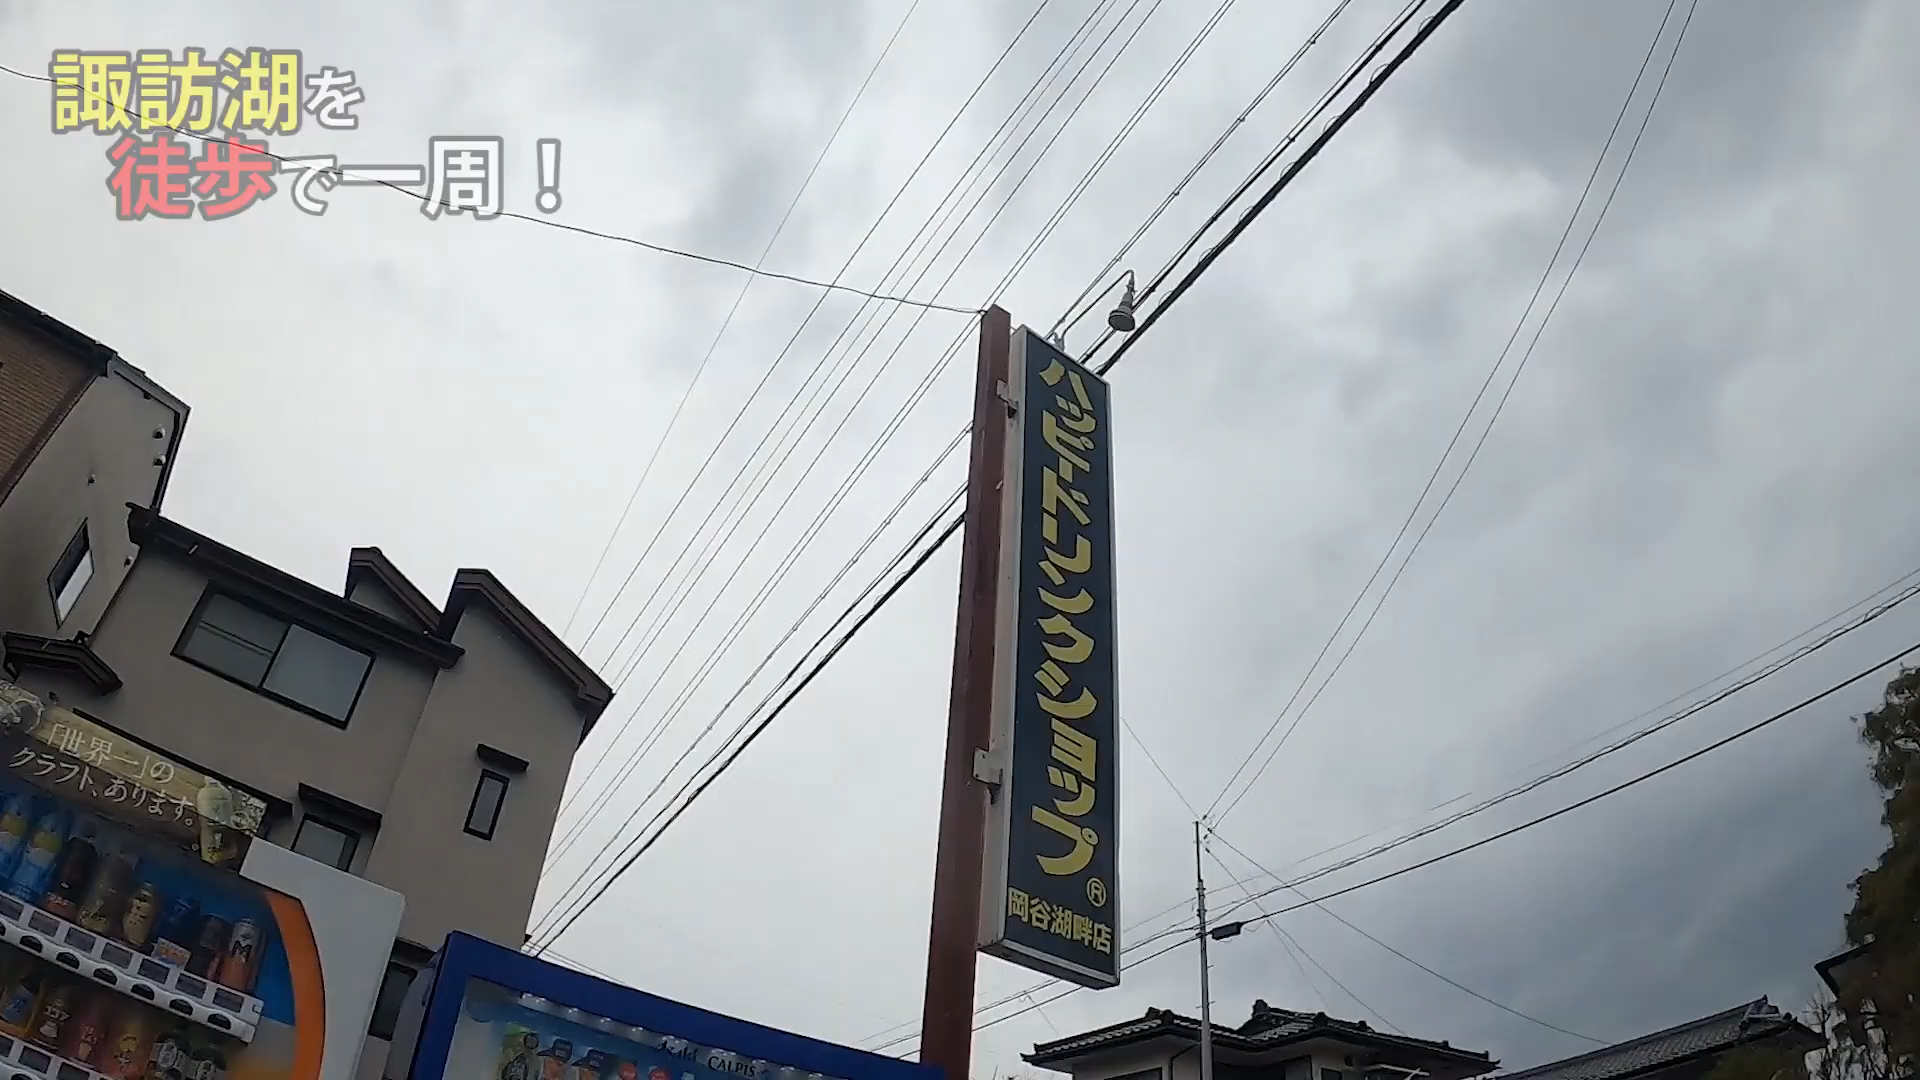 諏訪湖を
徒歩で一周！
ハッピードリンクショップ®
岡谷湖畔店
「世界一」の
クラフト、あります。
Asahi CALPIS